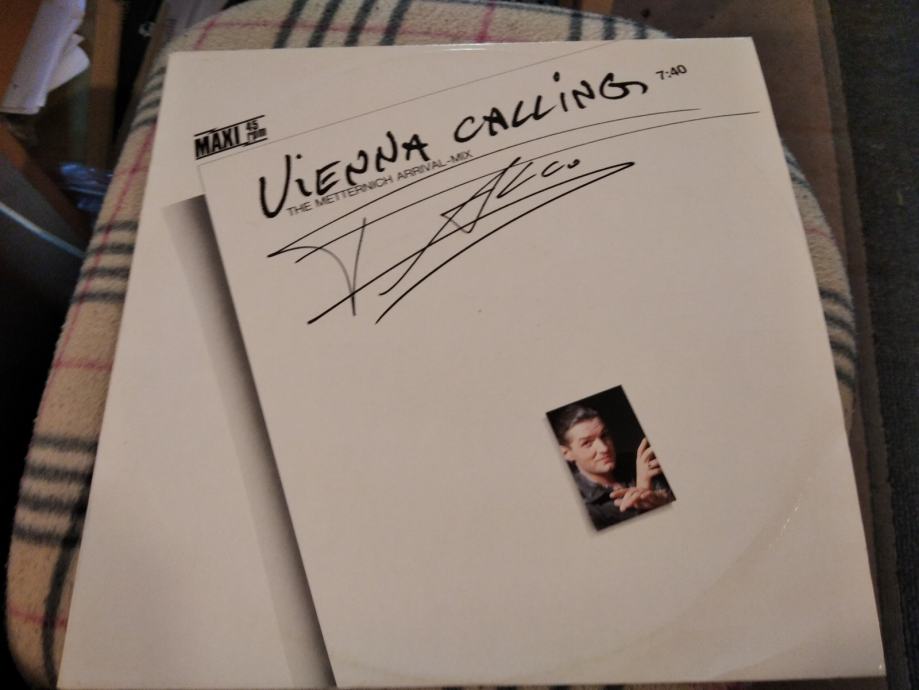 MAXI 45 rpm
VIENNA CALLING 7:40
THE METTERNICH ARRIVAL-MIX
FALCO